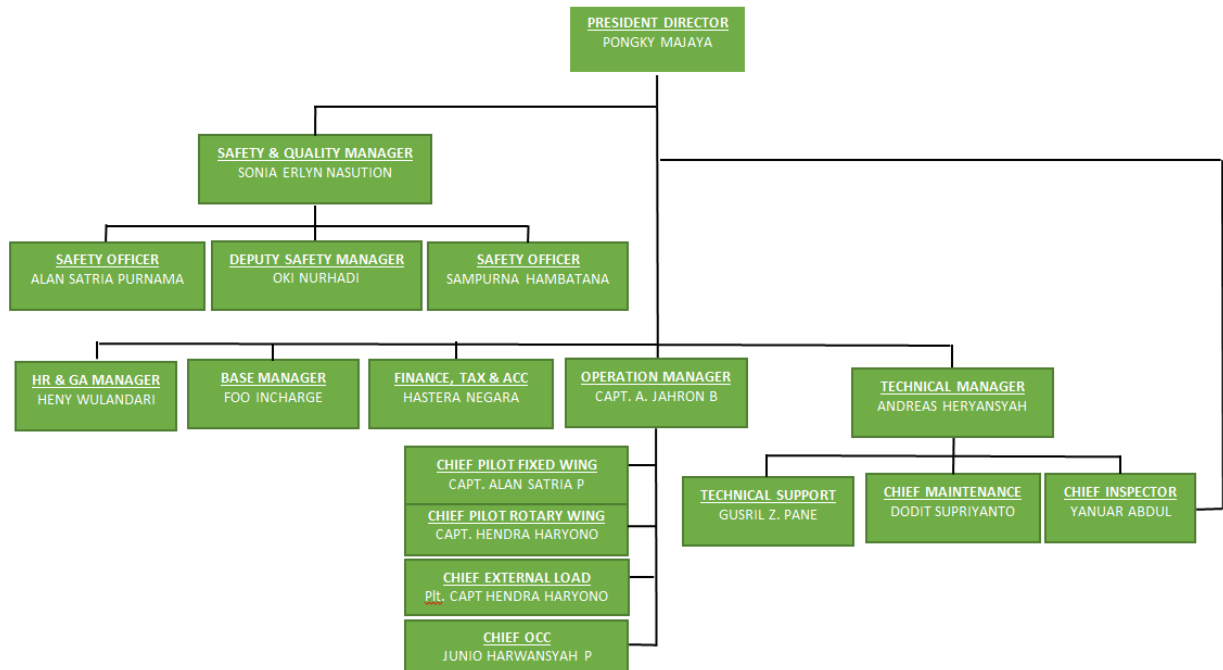 PRESIDENT DIRECTOR
PONGKY MAJAYA
SAFETY & QUALITY MANAGER
SONIA ERLYN NASUTION
SAFETY OFFICER
ALAN SATRIA PURNAMA
DEPUTY SAFETY MANAGER
OKI NURHADI
SAFETY OFFICER
SAMPURNA HAMBATANA
HR & GA MANAGER
HENY WULANDARI
BASE MANAGER
FOO INCHARGE
FINANCE, TAX & ACC
HASTERA NEGARA
OPERATION MANAGER
CAPT. A. JAHRON B
TECHNICAL MANAGER
ANDREAS HERYANSYAH
CHIEF PILOT FIXED WING
CAPT. ALAN SATRIA P
CHIEF PILOT ROTARY WING
CAPT. HENDRA HARYONO
CHIEF EXTERNAL LOAD
Plt. CAPT HENDRA HARYONO
CHIEF OCC
JUNIO HARWANSYAH P
TECHNICAL SUPPORT
GUSRIL Z. PANE
CHIEF MAINTENANCE
DODIT SUPRIYANTO
CHIEF INSPECTOR
YANUAR ABDUL